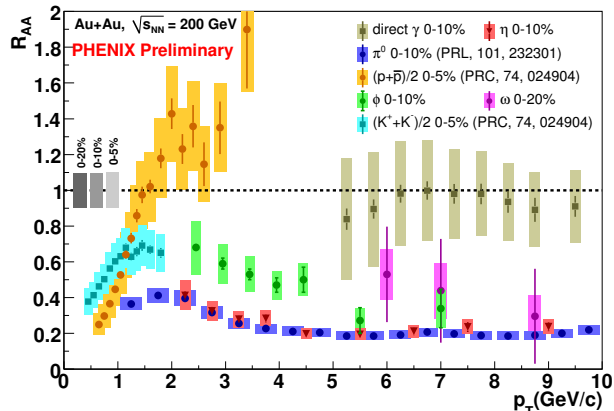 R_AA
Au+Au, √s_NN = 200 GeV
PHENIX Preliminary
direct γ 0-10%
η 0-10%
π⁰ 0-10% (PRL, 101, 232301)
(p+p̅)/2 0-5% (PRC, 74, 024904)
φ 0-10%
ω 0-20%
(K⁺+K⁻)/2 0-5% (PRC, 74, 024904)
0-20%
0-10%
0-5%
2
1.8
1.6
1.4
1.2
1
0.8
0.6
0.4
0.2
0
0 1 2 3 4 5 6 7 8 9 10
p_T(GeV/c)